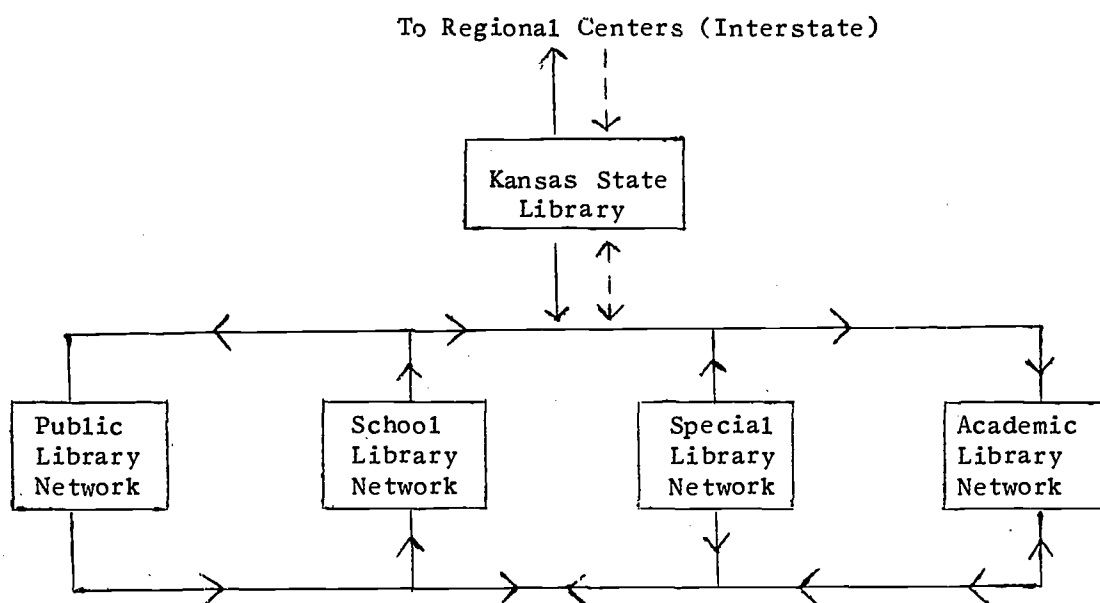 To Regional Centers (Interstate)
Kansas State
Library
Public
Library
Network
School
Library
Network
Special
Library
Network
Academic
Library
Network